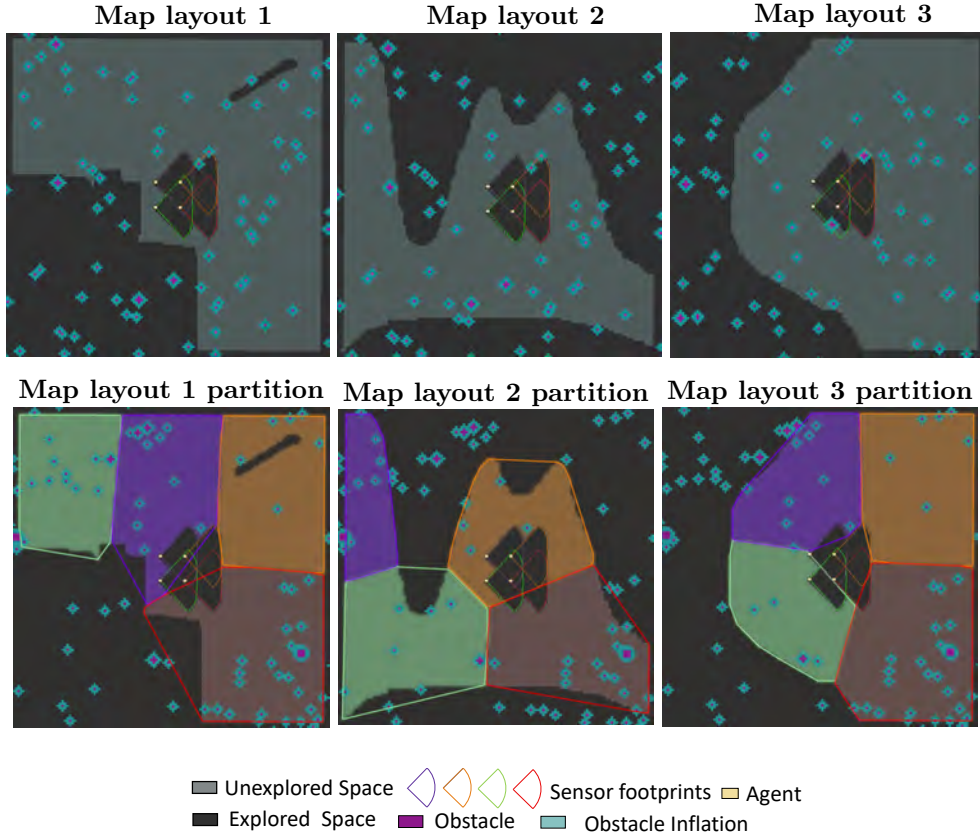 Map layout 1
Map layout 2
Map layout 3
Map layout 1 partition
Map layout 2 partition
Map layout 3 partition
Unexplored Space
Sensor footprints
Agent
Explored Space
Obstacle
Obstacle Inflation